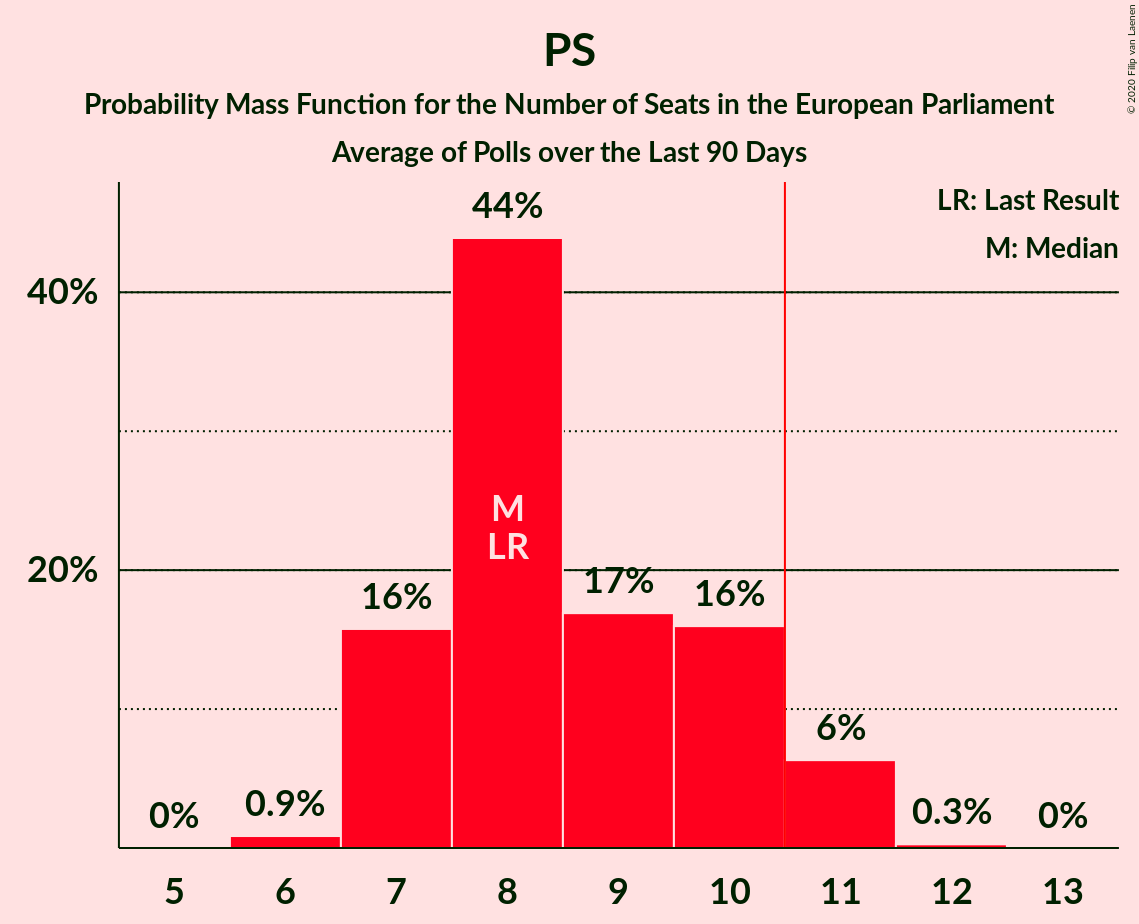 PS
Probability Mass Function for the Number of Seats in the European Parliament
Average of Polls over the Last 90 Days
© 2020 Filip van Laenen
LR: Last Result
M: Median
40%
20%
0%
0.9%
16%
44%
M
LR
17%
16%
6%
0.3%
0%
5 6 7 8 9 10 11 12 13